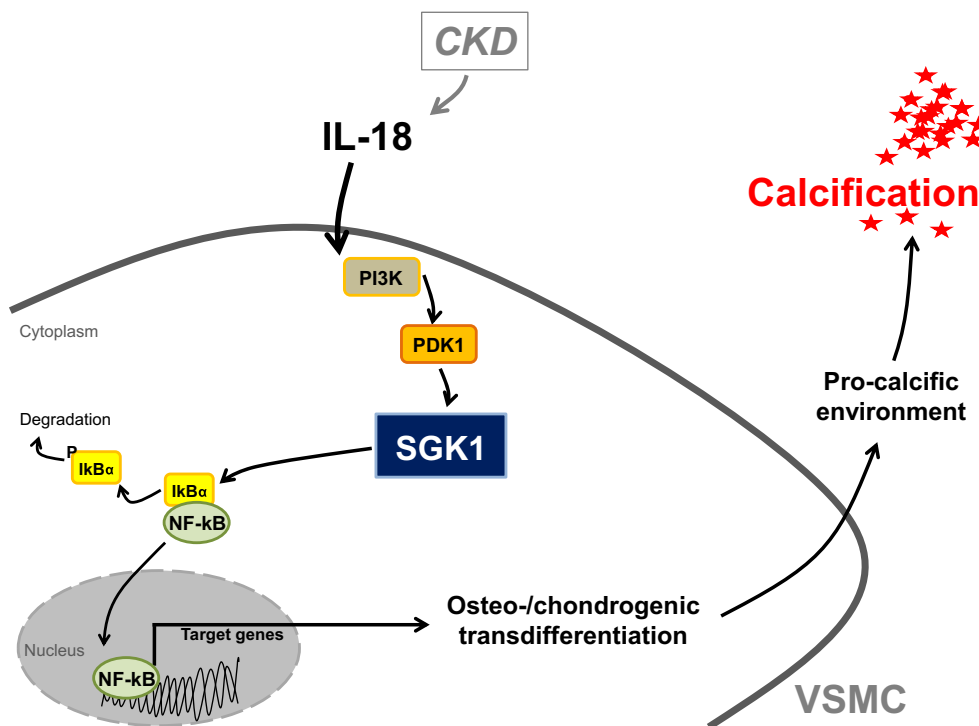 CKD
IL-18
Calcification
PI3K
Cytoplasm
PDK1
Pro-calcific
environment
Degradation
P
IkBα
SGK1
IkBα
NF-kB
Osteo-/chondrogenic
transdifferentiation
Target genes
Nucleus
NF-kB
VSMC